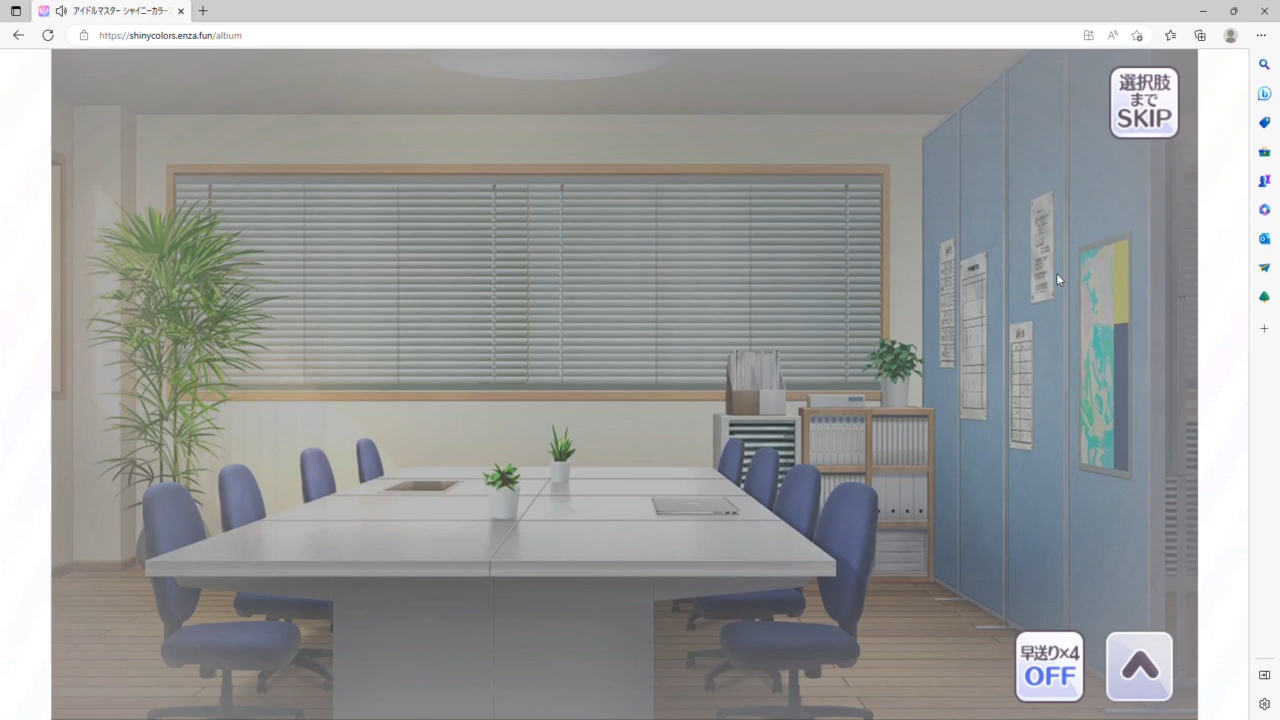 アイドルマスター シャイニーカラー
https://shinycolors.enza.fun/album
選択肢
まで
SKIP
早送り×4
OFF